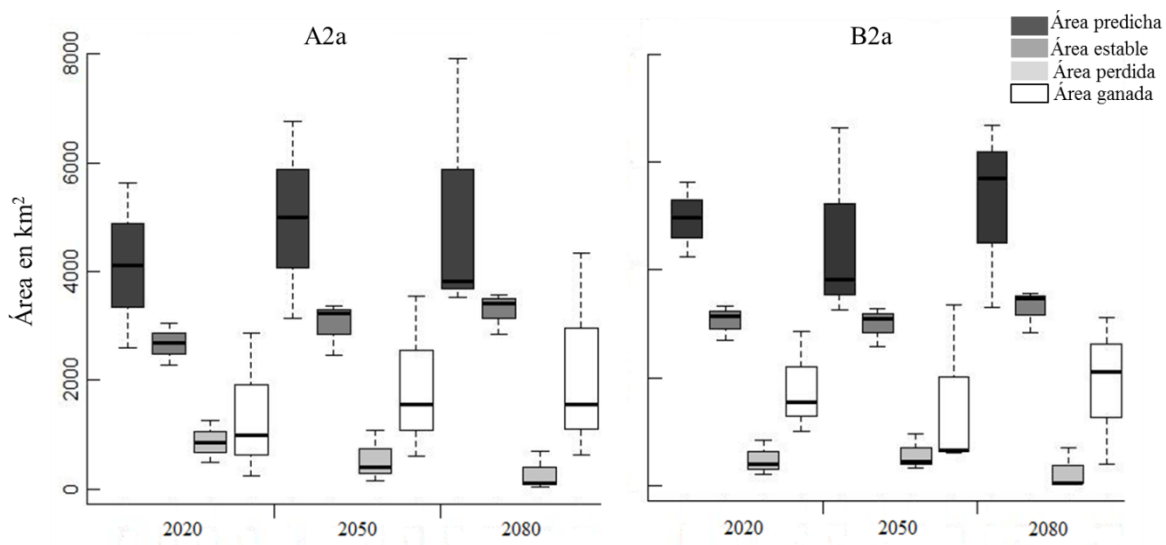 A2a
B2a
Área predicha
Área estable
Área perdida
Área ganada
Área en km²
8000
6000
4000
2000
0
2020
2050
2080
2020
2050
2080